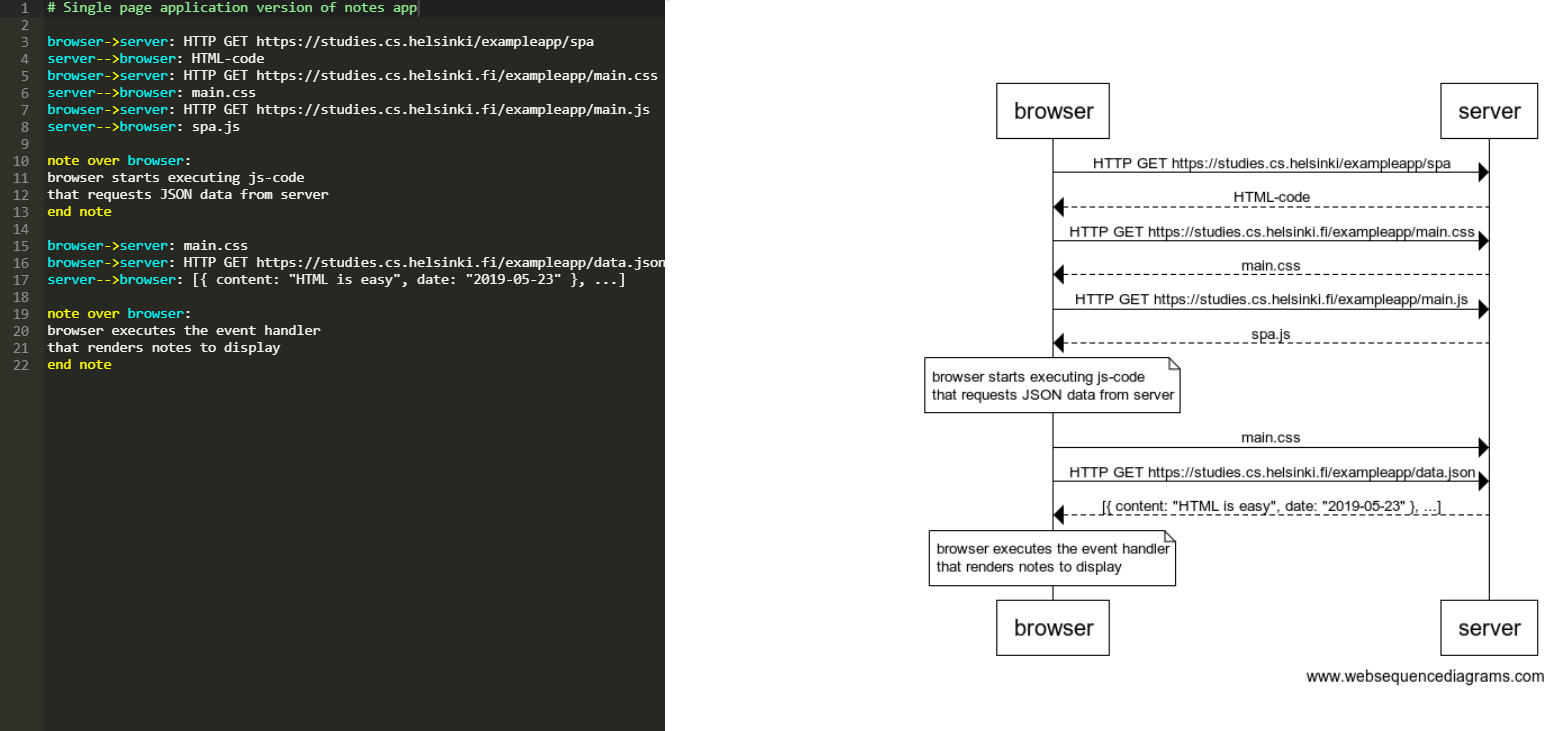 1 # Single page application version of notes app
2
3 browser->server: HTTP GET https://studies.cs.helsinki/exampleapp/spa
4 server-->browser: HTML-code
5 browser->server: HTTP GET https://studies.cs.helsinki.fi/exampleapp/main.css
6 server-->browser: main.css
7 browser->server: HTTP GET https://studies.cs.helsinki.fi/exampleapp/main.js
8 server-->browser: spa.js
9
10 note over browser:
11 browser starts executing js-code
12 that requests JSON data from server
13 end note
14
15 browser->server: main.css
16 browser->server: HTTP GET https://studies.cs.helsinki.fi/exampleapp/data.json
17 server-->browser: [{ content: "HTML is easy", date: "2019-05-23" }, ...]
18
19 note over browser:
20 browser executes the event handler
21 that renders notes to display
22 end note
browser
server
HTTP GET https://studies.cs.helsinki/exampleapp/spa
HTML-code
HTTP GET https://studies.cs.helsinki.fi/exampleapp/main.css
main.css
HTTP GET https://studies.cs.helsinki.fi/exampleapp/main.js
spa.js
browser starts executing js-code
that requests JSON data from server
main.css
HTTP GET https://studies.cs.helsinki.fi/exampleapp/data.json
[{ content: "HTML is easy", date: "2019-05-23" }, ...]
browser executes the event handler
that renders notes to display
browser
server
www.websequencediagrams.com